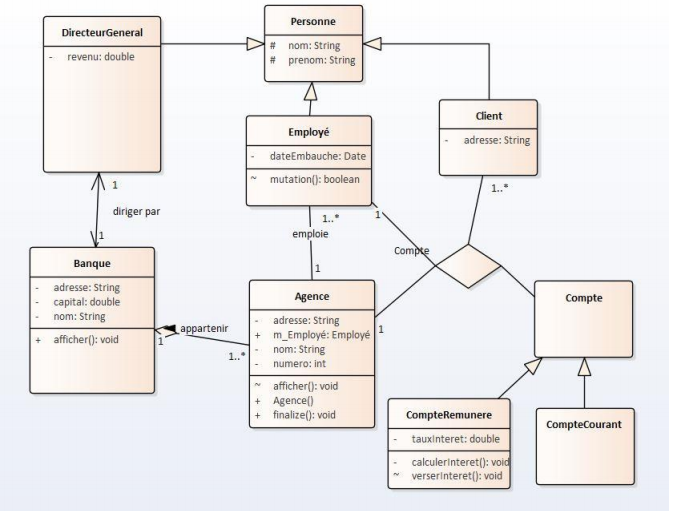 DirecteurGeneral
- revenu: double
Personne
# nom: String
# prenom: String
Employé
- dateEmbauche: Date
~ mutation(): boolean
Client
- adresse: String
1
diriger par
1
1..*
emploie
1
1
1..*
Compte
Banque
- adresse: String
- capital: double
- nom: String
+ afficher(): void
appartenir
1
1..*
Agence
- adresse: String
+ m_Employé: Employé
- nom: String
- numero: int
~ afficher(): void
+ Agence()
+ finalize(): void
1
Compte
CompteRemunere
- tauxInteret: double
- calculerInteret(): void
~ verserInteret(): void
CompteCourant